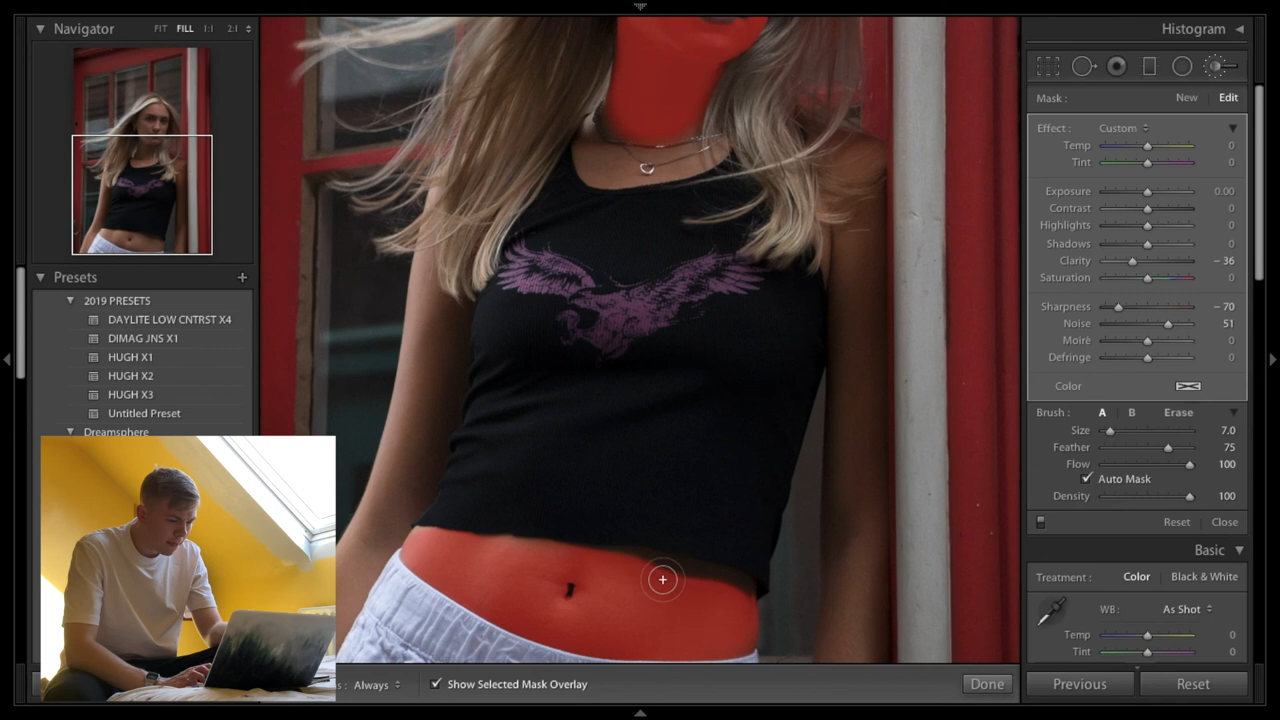 Navigator FIT FILL 1:1 2:1
Presets +
2019 PRESETS
DAYLITE LOW CNTRST X4
DIMAG JNS X1
HUGH X1
HUGH X2
HUGH X3
Untitled Preset
Dreamsphere
s : Always
Show Selected Mask Overlay
Done
Histogram
Mask : New Edit
Effect : Custom
Temp 0
Tint 0
Exposure 0.00
Contrast 0
Highlights 0
Shadows 0
Clarity – 36
Saturation 0
Sharpness – 70
Noise 51
Moiré 0
Defringe 0
Color
Brush : A B Erase
Size 7.0
Feather 75
Flow 100
Auto Mask
Density 100
Reset Close
Basic
Treatment : Color Black & White
WB : As Shot
Temp 0
Tint 0
Previous Reset